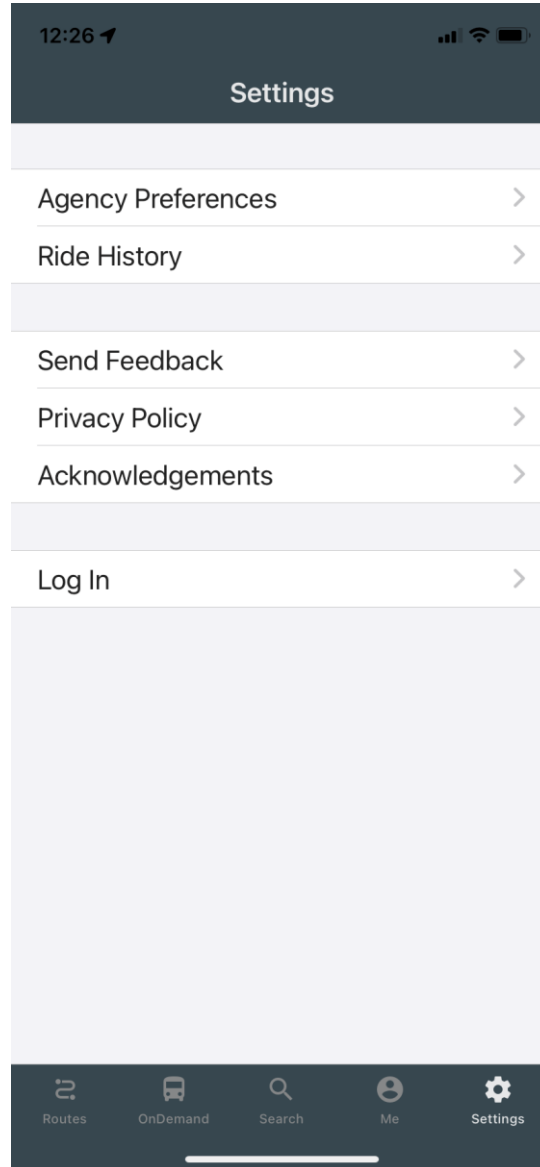 12:26
Settings
Agency Preferences
Ride History
Send Feedback
Privacy Policy
Acknowledgements
Log In
Routes OnDemand Search Me Settings